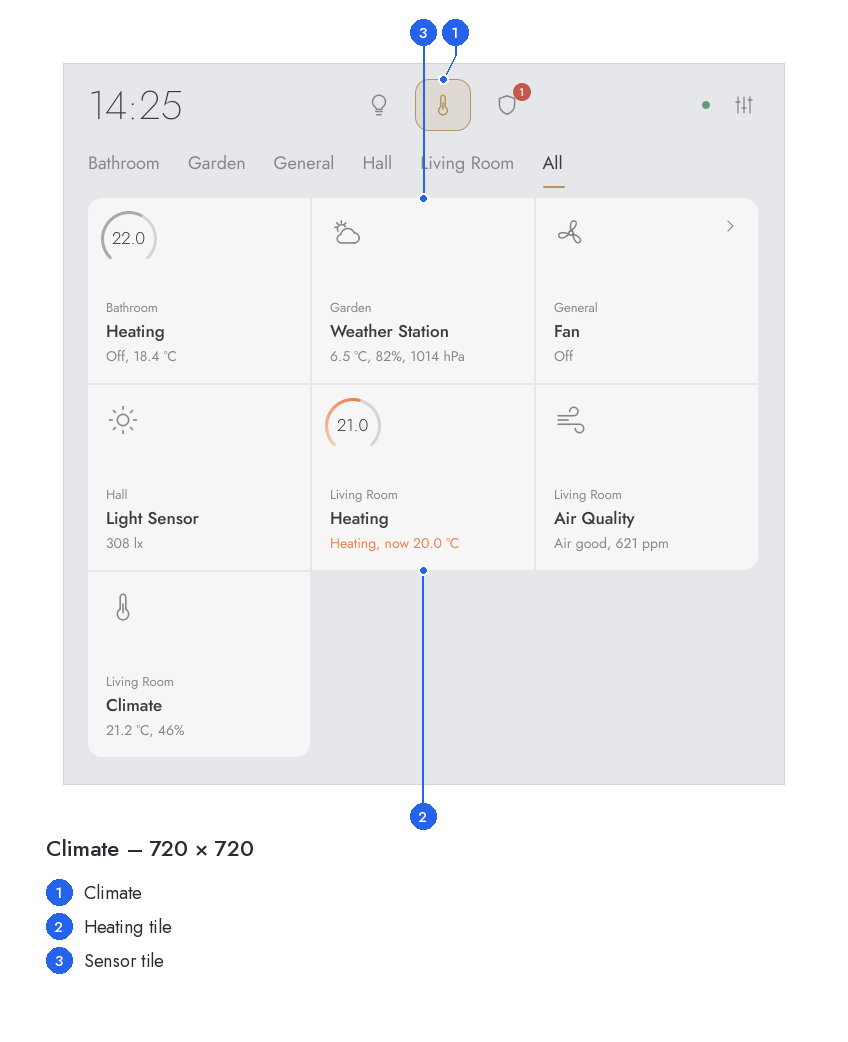 3 1
14:25
1
Bathroom Garden General Hall Living Room All
22.0
Bathroom
Heating
Off, 18.4 °C
Garden
Weather Station
6.5 °C, 82%, 1014 hPa
General
Fan
Off
Hall
Light Sensor
308 lx
21.0
Living Room
Heating
Heating, now 20.0 °C
Living Room
Air Quality
Air good, 621 ppm
Living Room
Climate
21.2 °C, 46%
2
Climate – 720 × 720
1 Climate
2 Heating tile
3 Sensor tile